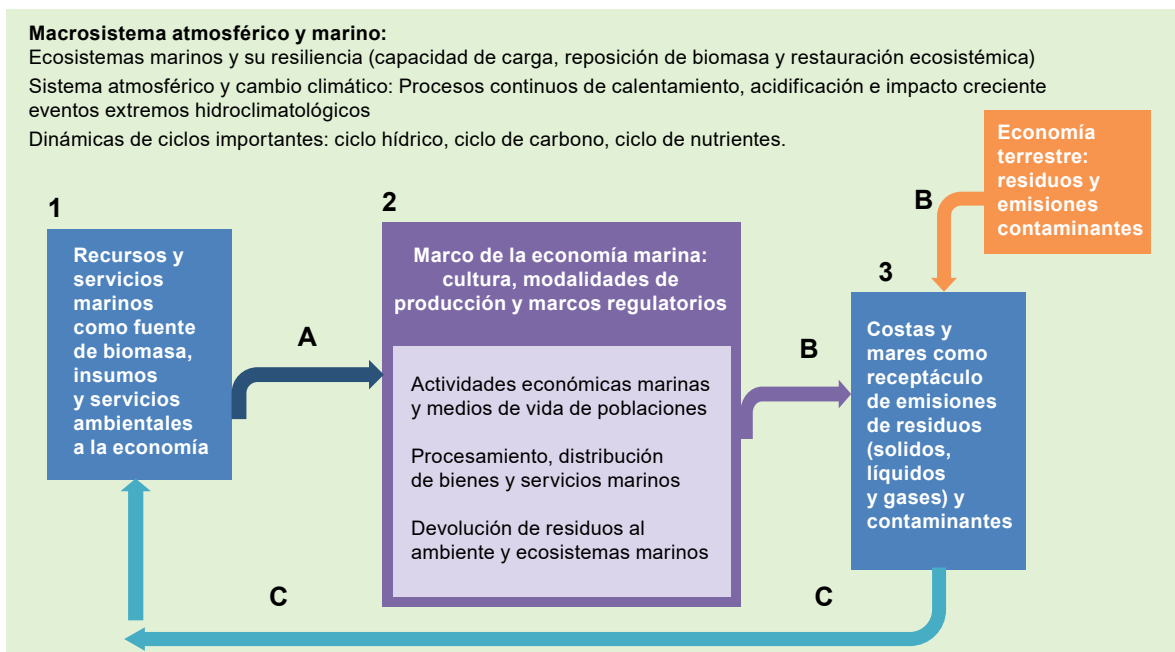 Macrosistema atmosférico y marino:
Ecosistemas marinos y su resiliencia (capacidad de carga, reposición de biomasa y restauración ecosistémica)
Sistema atmosférico y cambio climático: Procesos continuos de calentamiento, acidificación e impacto creciente
eventos extremos hidroclimatológicos
Dinámicas de ciclos importantes: ciclo hídrico, ciclo de carbono, ciclo de nutrientes.
Economía
terrestre:
residuos y
emisiones
contaminantes
B
1
Recursos y
servicios
marinos
como fuente
de biomasa,
insumos
y servicios
ambientales
a la economía
A
2
Marco de la economía marina:
cultura, modalidades de
producción y marcos regulatorios
Actividades económicas marinas
y medios de vida de poblaciones
Procesamiento, distribución
de bienes y servicios marinos
Devolución de residuos al
ambiente y ecosistemas marinos
B
3
Costas y
mares como
receptáculo
de emisiones
de residuos
(solidos,
líquidos
y gases) y
contaminantes
C
C